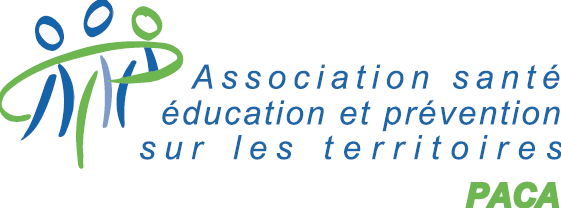 Association santé
éducation et prévention
sur les territoires
PACA